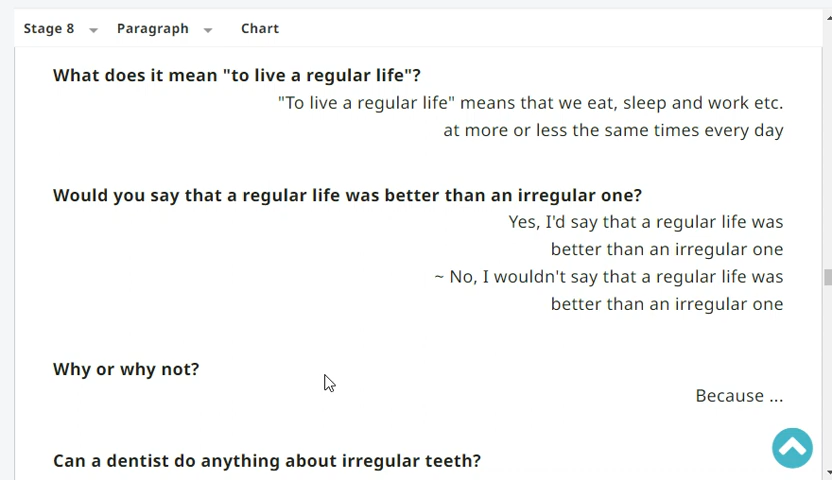 Stage 8 Paragraph Chart
What does it mean "to live a regular life"?
"To live a regular life" means that we eat, sleep and work etc.
at more or less the same times every day
Would you say that a regular life was better than an irregular one?
Yes, I'd say that a regular life was
better than an irregular one
~ No, I wouldn't say that a regular life was
better than an irregular one
Why or why not?
Because ...
Can a dentist do anything about irregular teeth?